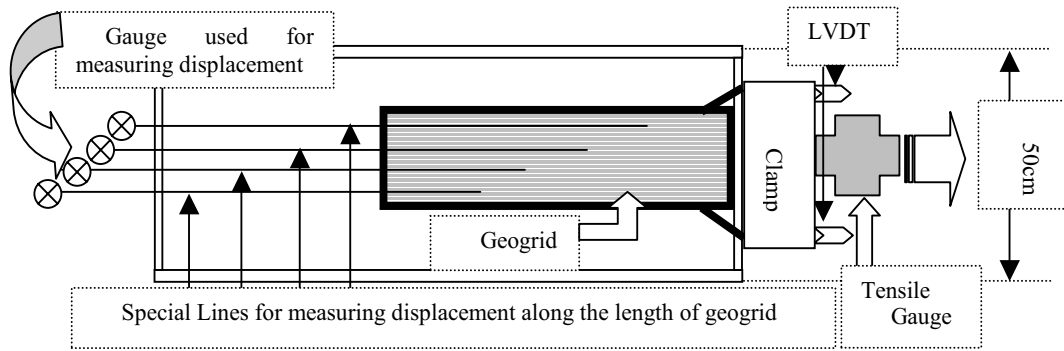 Gauge used for
measuring displacement
LVDT
Clamp
50cm
Geogrid
Special Lines for measuring displacement along the length of geogrid
Tensile
Gauge